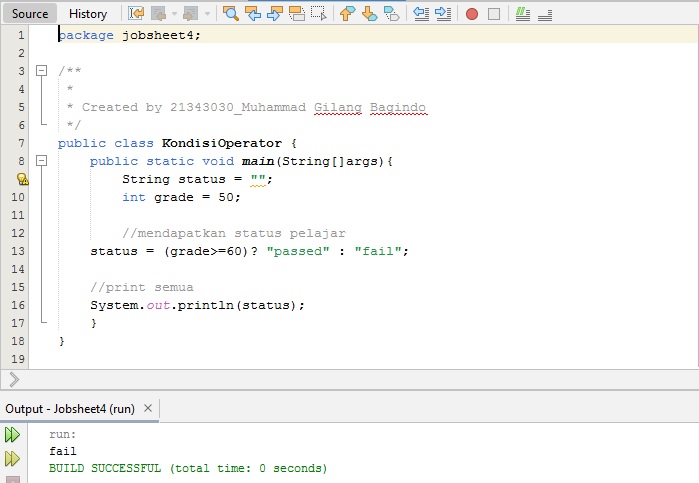 Source History
1 package jobsheet4;
2
3 /**
4 *
5 * Created by 21343030_Muhammad Gilang Bagindo
6 */
7 public class KondisiOperator {
8 public static void main(String[]args){
String status = "";
10 int grade = 50;
11
12 //mendapatkan status pelajar
13 status = (grade>=60)? "passed" : "fail";
14
15 //print semua
16 System.out.println(status);
17 }
18 }
19
Output - Jobsheet4 (run) ×
run:
fail
BUILD SUCCESSFUL (total time: 0 seconds)